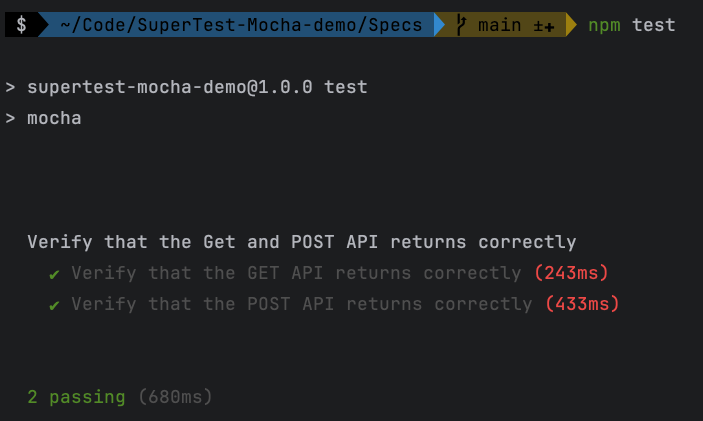 $ ~/Code/SuperTest-Mocha-demo/Specs main ±+ npm test
> supertest-mocha-demo@1.0.0 test
> mocha
Verify that the Get and POST API returns correctly
✔ Verify that the GET API returns correctly (243ms)
✔ Verify that the POST API returns correctly (433ms)
2 passing (680ms)